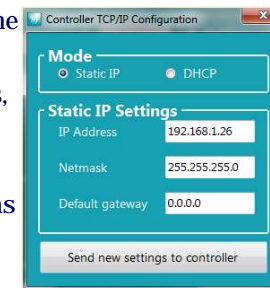 Controller TCP/IP Configuration
Mode
Static IP DHCP
Static IP Settings
IP Address 192.168.1.26
Netmask 255.255.255.0
Default gateway 0.0.0.0
Send new settings to controller